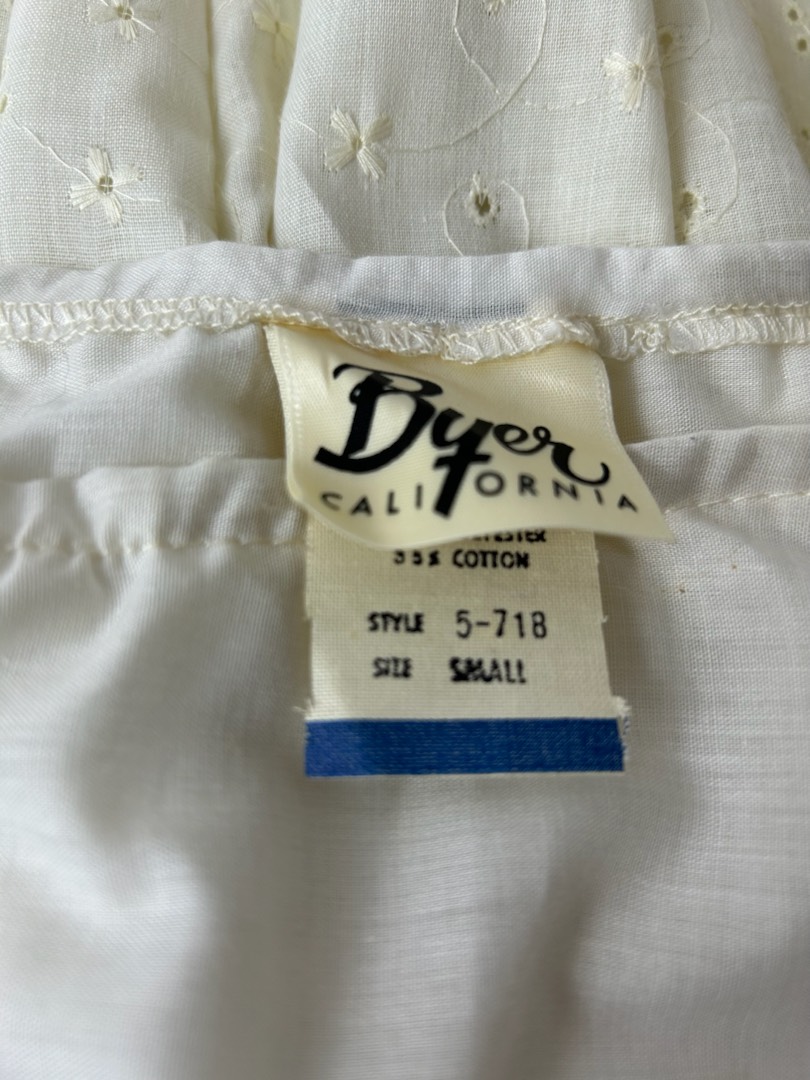 Byer
CALIFORNIA
35% COTTON
STYLE 5-718
SIZE SMALL